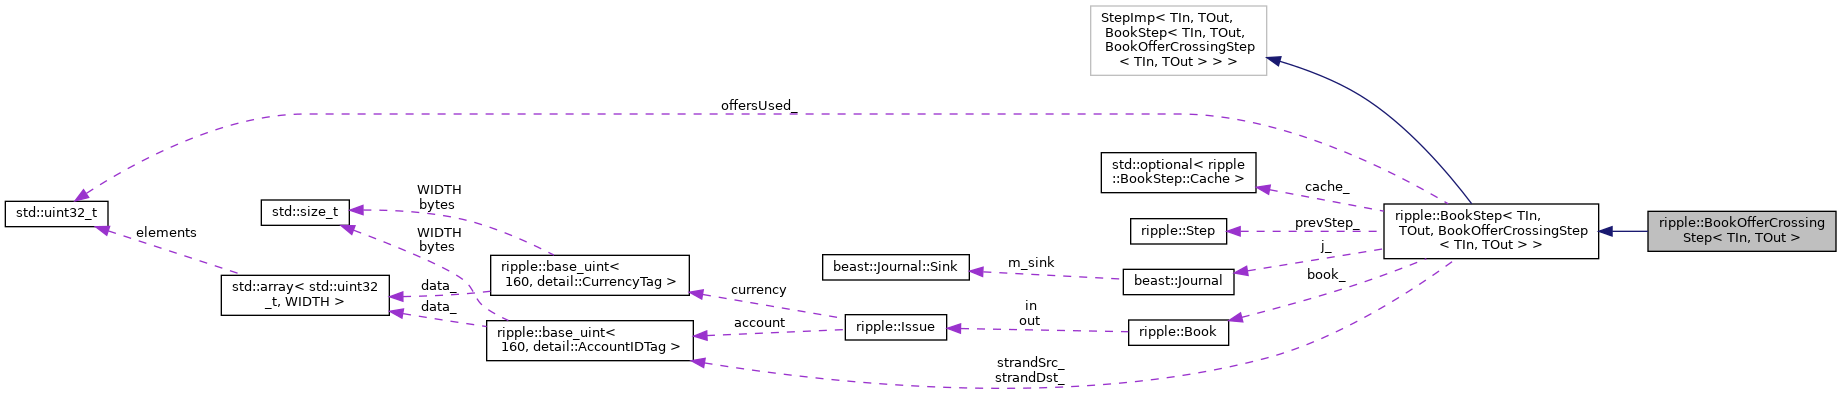 StepImp< TIn, TOut,
BookStep< TIn, TOut,
BookOfferCrossingStep
< TIn, TOut > > >
offersUsed_
std::optional< ripple
::BookStep::Cache >
cache_
WIDTH
bytes
std::uint32_t
std::size_t
ripple::BookStep< TIn,
TOut, BookOfferCrossingStep
< TIn, TOut > >
ripple::BookOfferCrossing
Step< TIn, TOut >
elements
WIDTH
bytes
ripple::Step
prevStep_
j_
beast::Journal::Sink
m_sink
beast::Journal
book_
ripple::base_uint<
160, detail::CurrencyTag >
std::array< std::uint32
_t, WIDTH >
data_
data_
currency
account
ripple::Issue
in
out
ripple::Book
ripple::base_uint<
160, detail::AccountIDTag >
strandSrc_
strandDst_